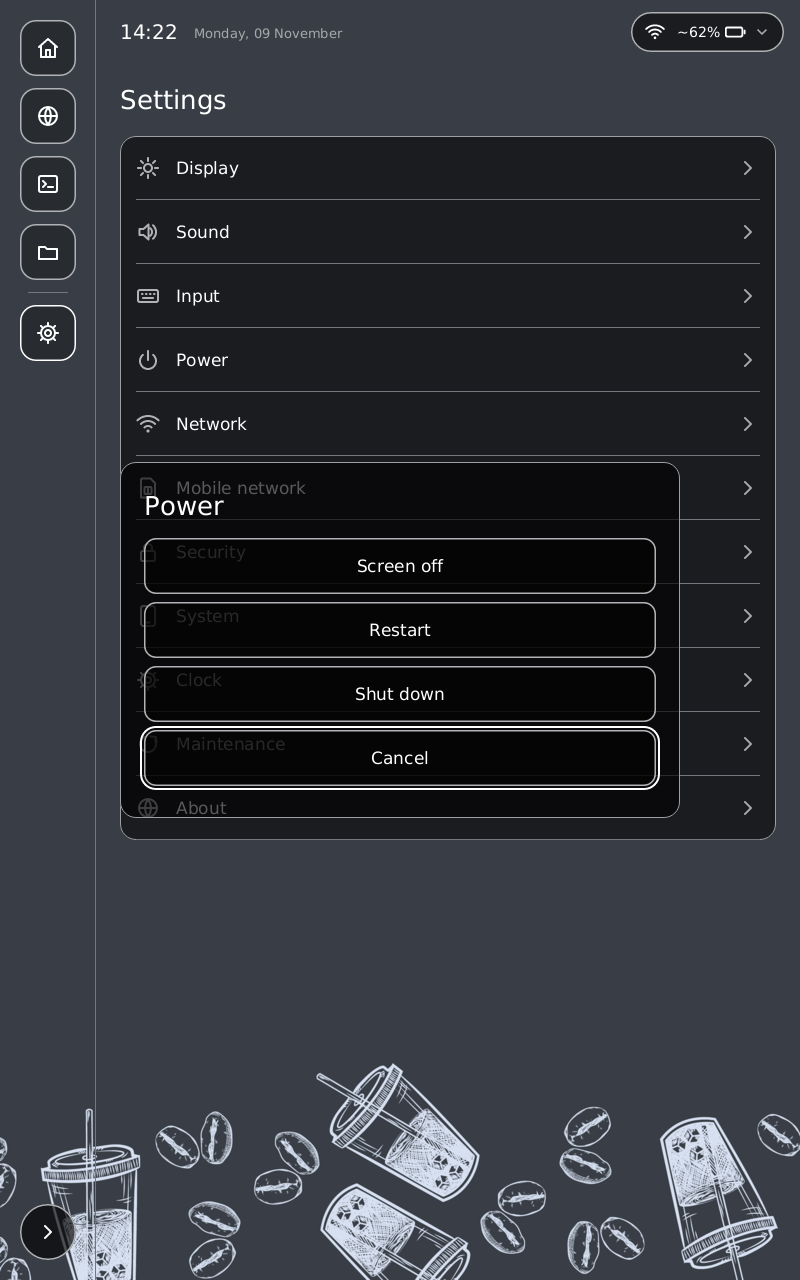 14:22 Monday, 09 November ~62%
Settings
Display
Sound
Input
Power
Network
Mobile network
Power
Security
Screen off
System
Restart
Clock
Shut down
Maintenance
Cancel
About